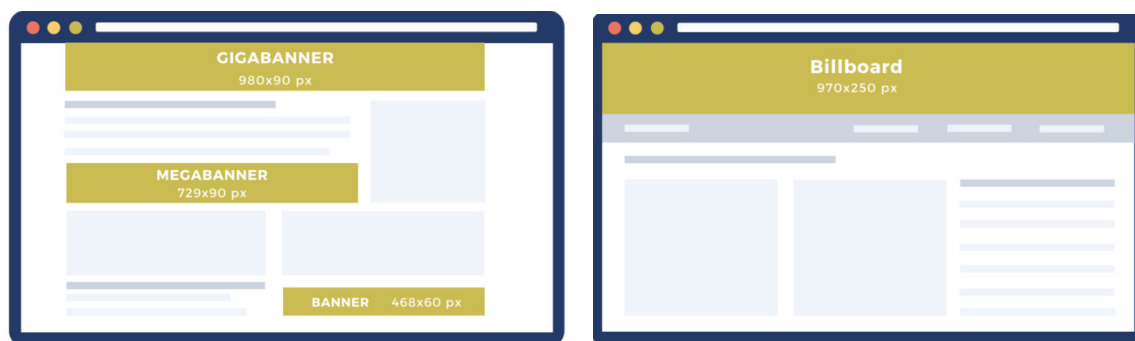 GIGABANNER
980x90 px
MEGABANNER
729x90 px
BANNER 468x60 px
Billboard
970x250 px